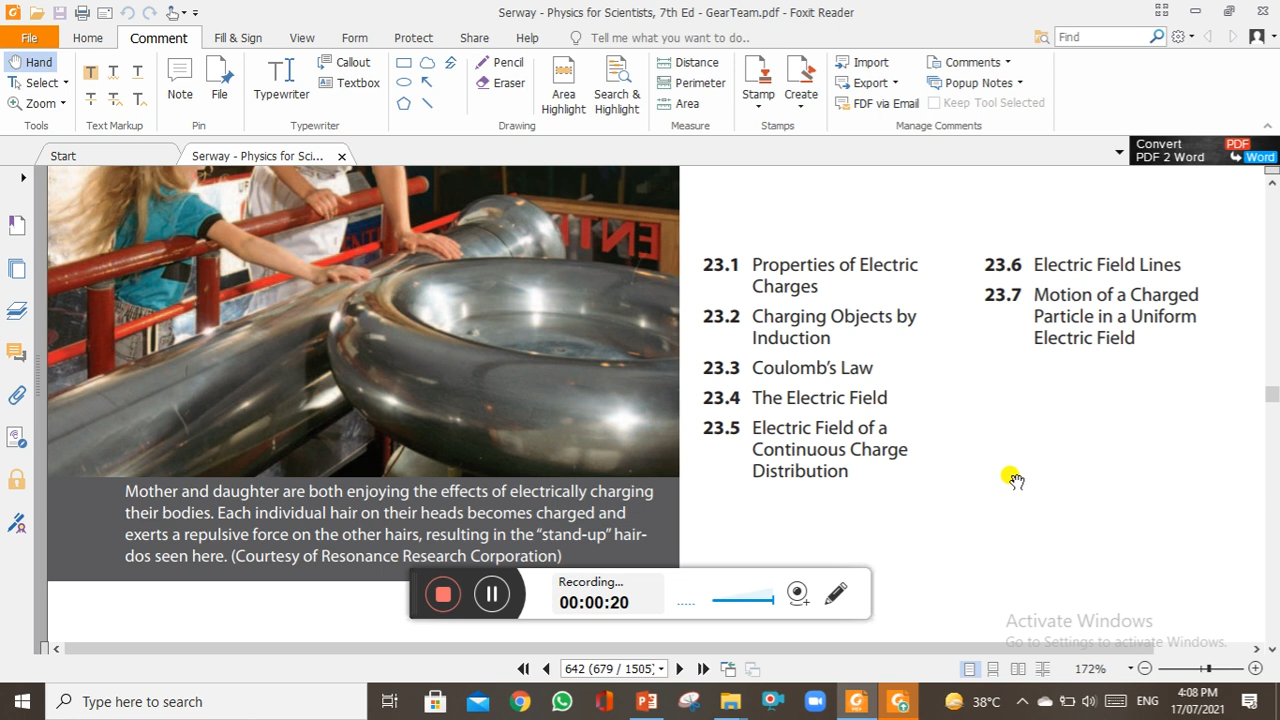 Serway - Physics for Scientists, 7th Ed - GearTeam.pdf - Foxit Reader
File Home Comment Fill & Sign View Form Protect Share Help Tell me what you want to do.. Find
Hand
Select
Zoom
Tools
Text Markup
Note
File
Pin
Typewriter
Callout
Textbox
Typewriter
Pencil
Eraser
Area
Highlight
Search &
Highlight
Drawing
Distance
Perimeter
Area
Measure
Stamp
Create
Stamps
Import
Export
FDF via Email
Comments
Popup Notes
Keep Tool Selected
Manage Comments
Start
Serway - Physics for Sci...
Convert PDF
PDF 2 Word Word
23.1 Properties of Electric
Charges
23.2 Charging Objects by
Induction
23.3 Coulomb's Law
23.4 The Electric Field
23.5 Electric Field of a
Continuous Charge
Distribution
23.6 Electric Field Lines
23.7 Motion of a Charged
Particle in a Uniform
Electric Field
Mother and daughter are both enjoying the effects of electrically charging
their bodies. Each individual hair on their heads becomes charged and
exerts a repulsive force on the other hairs, resulting in the "stand-up" hair-
dos seen here. (Courtesy of Resonance Research Corporation)
Recording...
00:00:20
Activate Windows
Go to Settings to activate Windows.
642 (679 / 1505)
172%
Type here to search
38°C
ENG
4:08 PM
17/07/2021